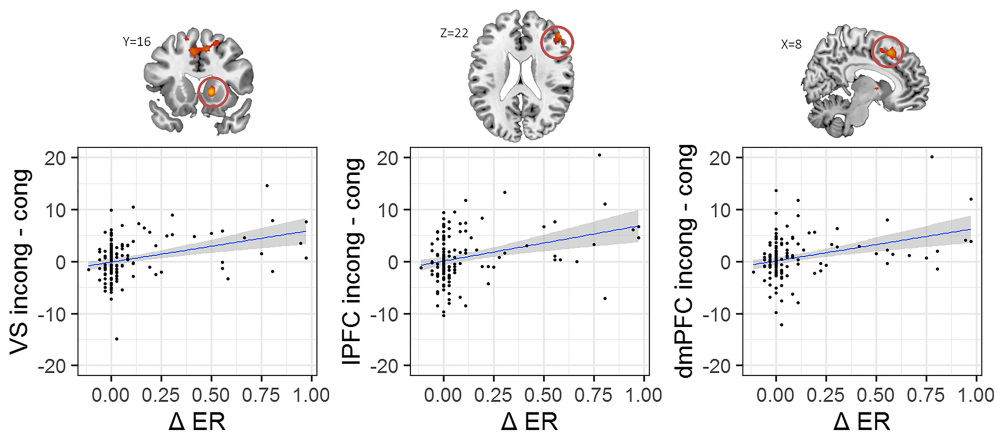 Y=16
Z=22
X=8
VS incong - cong
20
10
0
-10
-20
0.00 0.25 0.50 0.75 1.00
Δ ER
lPFC incong - cong
20
10
0
-10
-20
0.00 0.25 0.50 0.75 1.00
Δ ER
dmPFC incong - cong
20
10
0
-10
-20
0.00 0.25 0.50 0.75 1.00
Δ ER